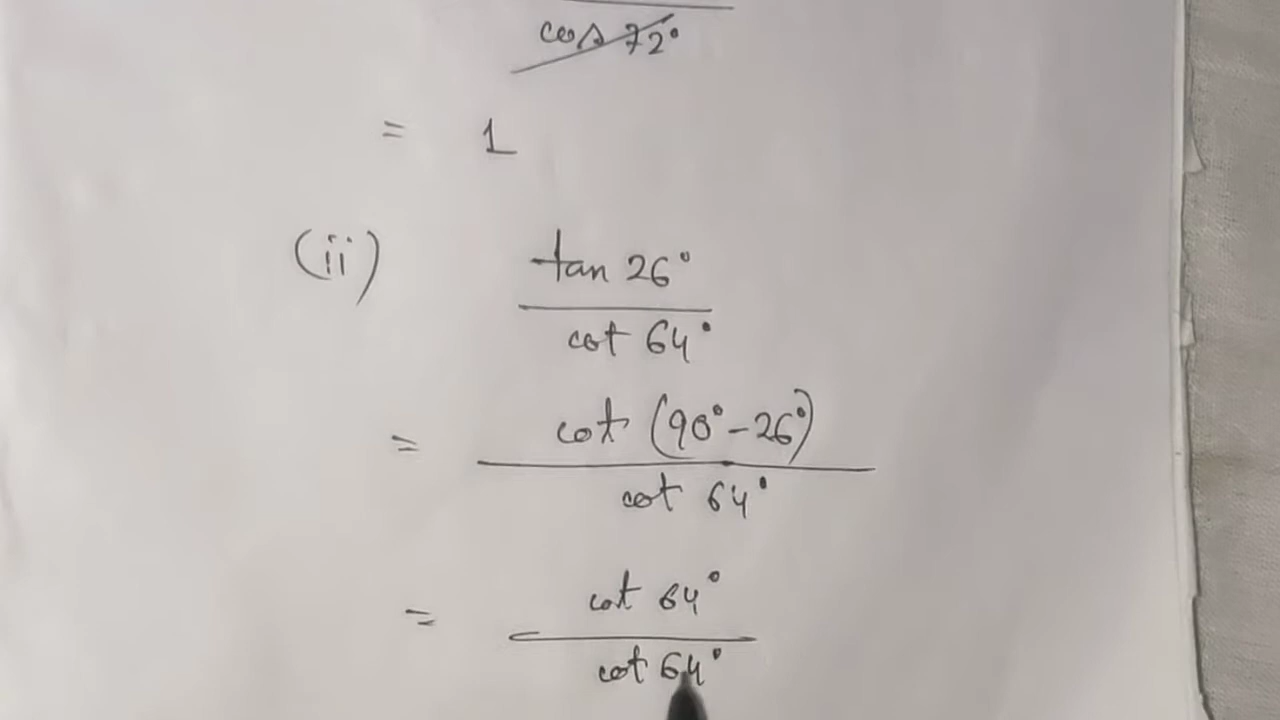 cos 72°
= 1
(ii) tan 26°
cot 64°
= cot (90° - 26°)
cot 64°
= cot 64°
cot 64°